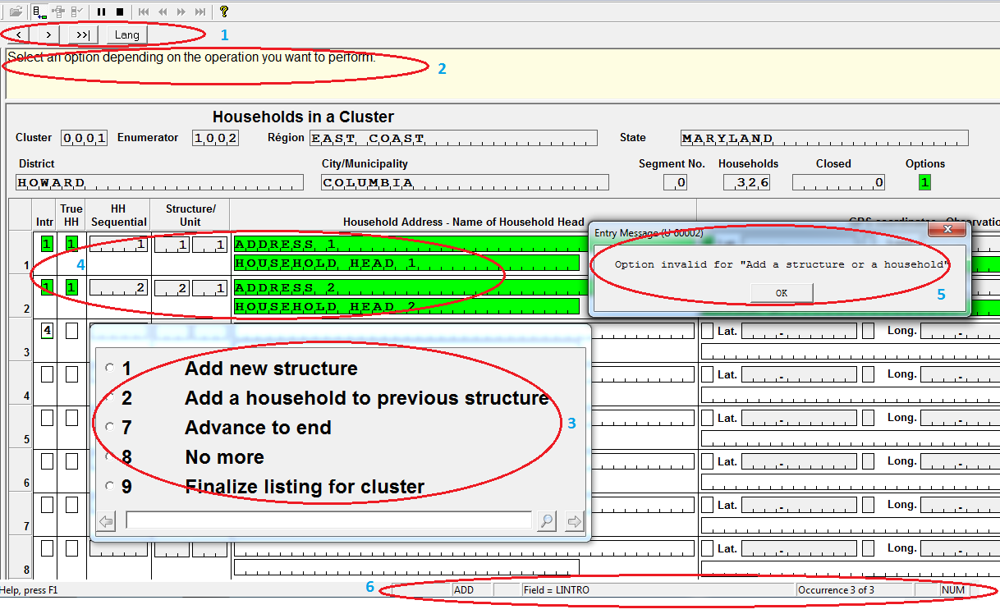 < > >>| Lang 1
Select an option depending on the operation you want to perform.
2
Households in a Cluster
Cluster 0001 Enumerator 1002 Région EAST COAST State MARYLAND
District City/Municipality Segment No. Households Closed Options
HOWARD COLUMBIA 0 326 0 1
Intr True HH HH Sequential Structure/ Unit Household Address - Name of Household Head
1 1 1 1 1 1 ADDRESS 1
HOUSEHOLD HEAD 1
4
2 1 1 2 2 1 ADDRESS 2
HOUSEHOLD HEAD 2
Entry Message (U 00002)
Option invalid for "Add a structure or a household"
OK
5
3 4 Lat. - Long. -
4 Lat. - Long. -
5 Lat. - Long. -
6 Lat. - Long. -
7 Lat. - Long. -
8 Lat. - Long. -
1 Add new structure
2 Add a household to previous structure
7 Advance to end
8 No more
9 Finalize listing for cluster
3
Help, press F1 6 ADD Field = LINTRO Occurrence 3 of 3 NUM